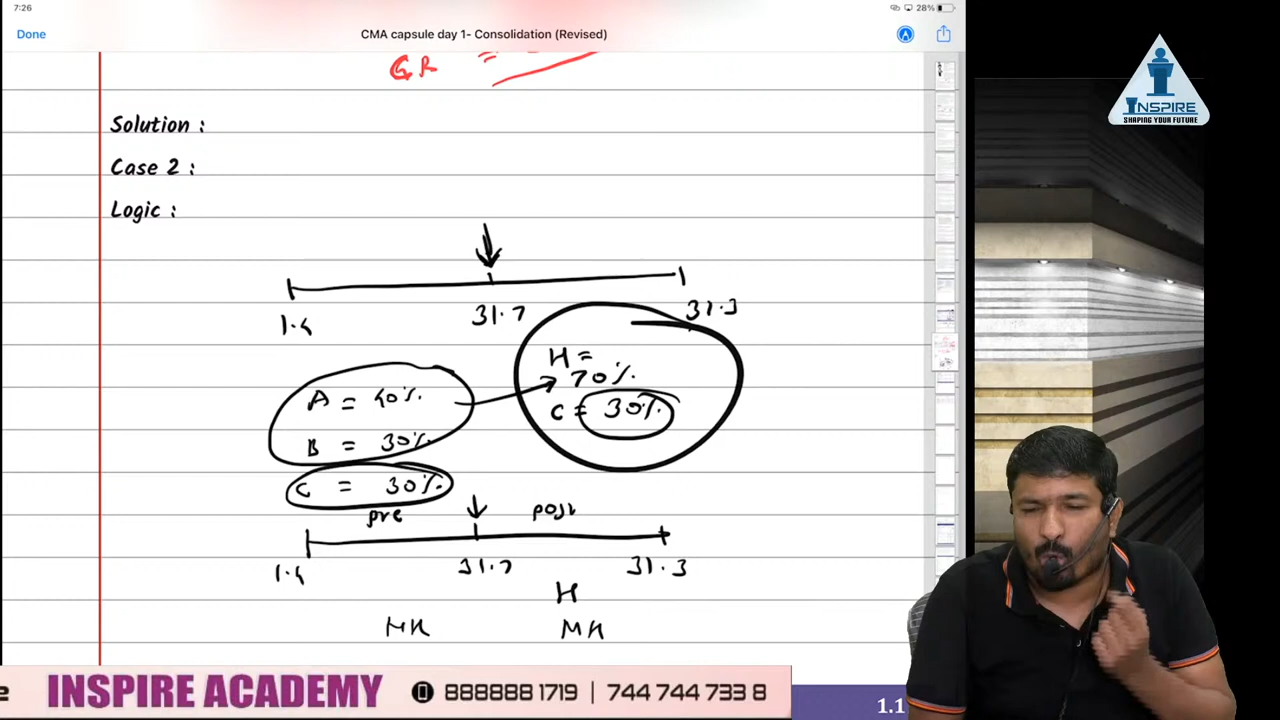 7:26
28%
Done
CMA capsule day 1- Consolidation (Revised)
GR =
Solution :
Case 2 :
Logic :
1.4 31.7 31.3
H =
70%.
C = 30%.
A = 40%.
B = 30%.
C = 30%.
pre post
1.4 31.7 31.3
H
INSPIRE
SHAPING YOUR FUTURE
INSPIRE ACADEMY 888888 1719 | 744 744 733 8
1.1